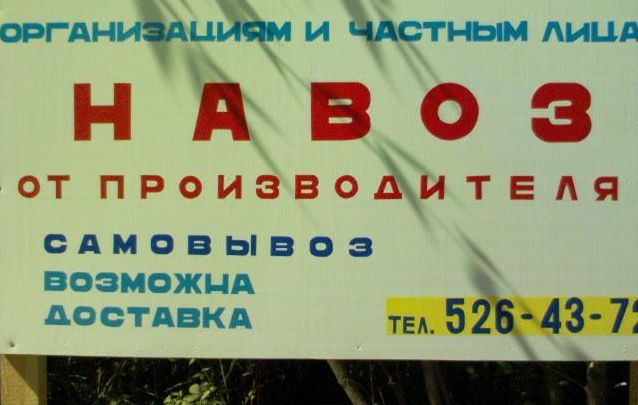 ОРГАНИЗАЦИЯМ И ЧАСТНЫМ ЛИЦА
НАВОЗ
ОТ ПРОИЗВОДИТЕЛЯ
САМОВЫВОЗ
ВОЗМОЖНА
ДОСТАВКА
ТЕЛ. 526-43-72